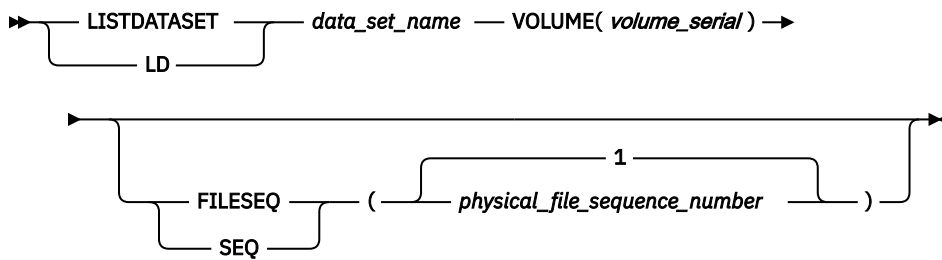 LISTDATASET data_set_name VOLUME( volume_serial )
LD
1
FILESEQ ( physical_file_sequence_number )
SEQ